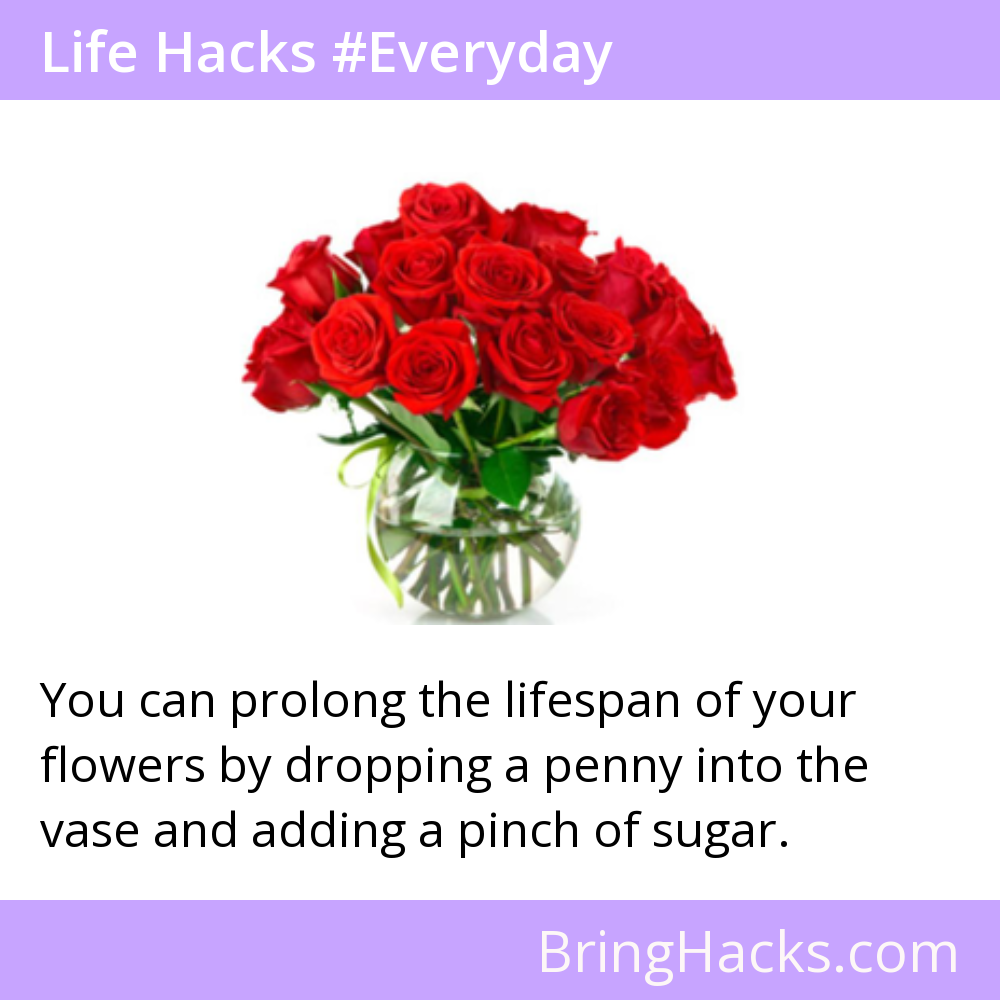 Life Hacks #Everyday
You can prolong the lifespan of your
flowers by dropping a penny into the
vase and adding a pinch of sugar.
BringHacks.com